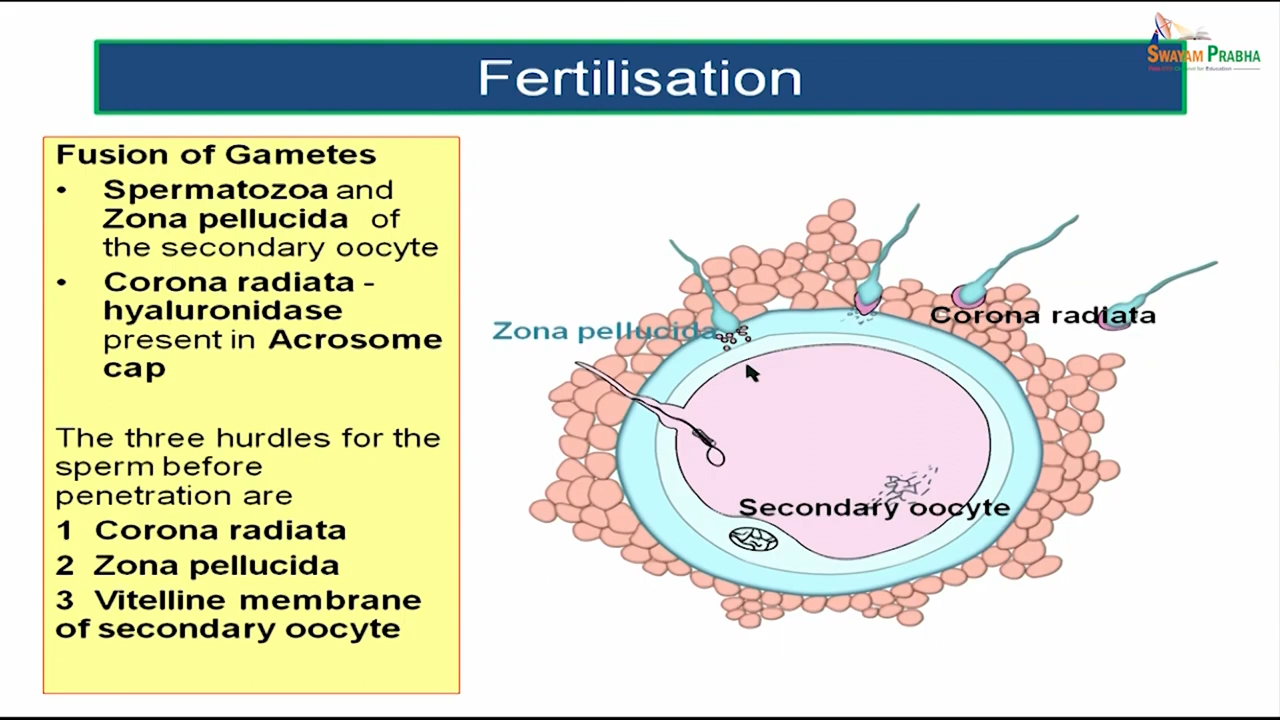 SWAYAM PRABHA
Fertilisation
Fusion of Gametes
• Spermatozoa and
Zona pellucida of
the secondary oocyte
• Corona radiata -
hyaluronidase
present in Acrosome
cap
The three hurdles for the
sperm before
penetration are
1 Corona radiata
2 Zona pellucida
3 Vitelline membrane
of secondary oocyte
Zona pellucida
Corona radiata
Secondary oocyte